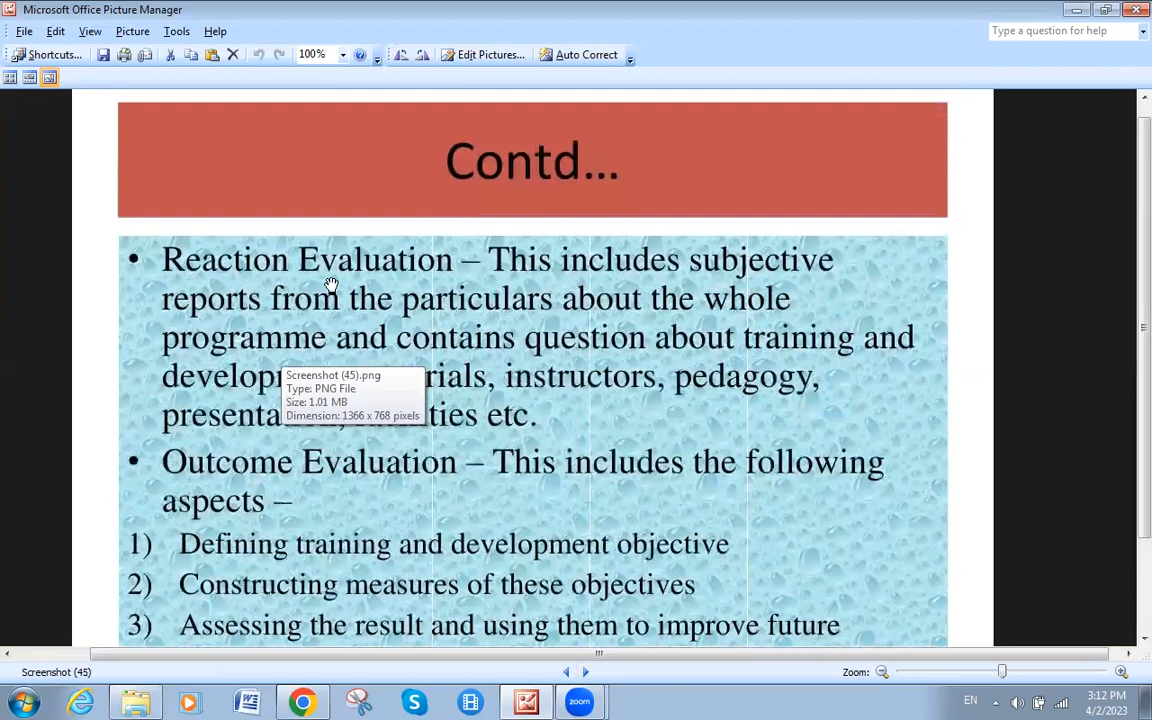 Microsoft Office Picture Manager
File Edit View Picture Tools Help
Type a question for help
Shortcuts...
100%
Edit Pictures...
Auto Correct
Contd...
• Reaction Evaluation – This includes subjective
reports from the particulars about the whole
programme and contains question about training and
develop rials, instructors, pedagogy,
presenta ties etc.
Screenshot (45).png
Type: PNG File
Size: 1.01 MB
Dimension: 1366 x 768 pixels
• Outcome Evaluation – This includes the following
aspects –
1) Defining training and development objective
2) Constructing measures of these objectives
3) Assessing the result and using them to improve future
Screenshot (45)
Zoom:
zoom
EN
3:12 PM
4/2/2023